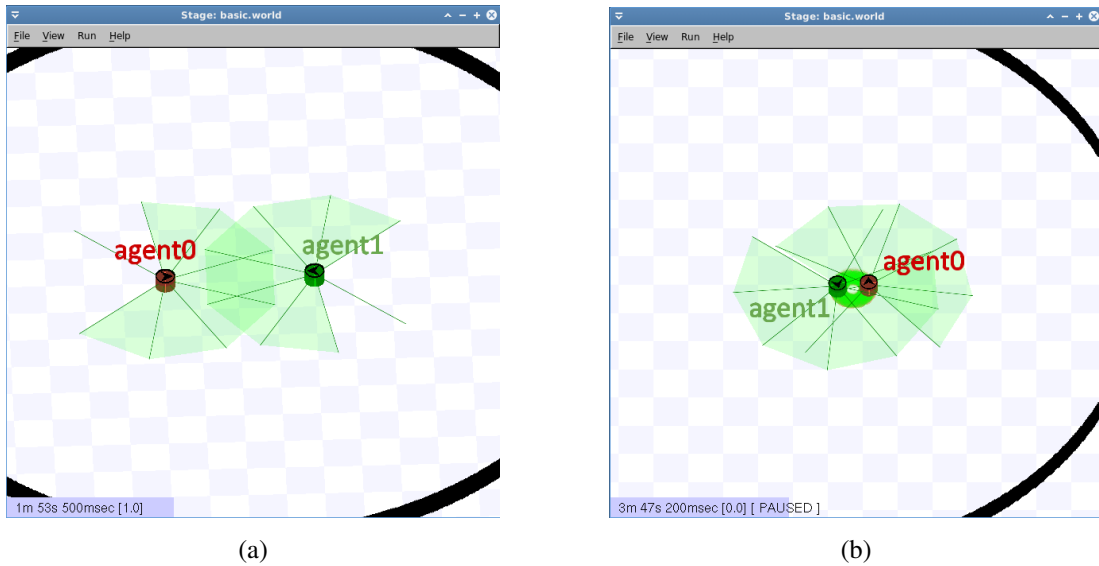 Stage: basic.world
File View Run Help
agent0
agent1
1m 53s 500msec [1.0]
(a)
Stage: basic.world
File View Run Help
agent0
agent1
3m 47s 200msec [0.0] [ PAUSED ]
(b)